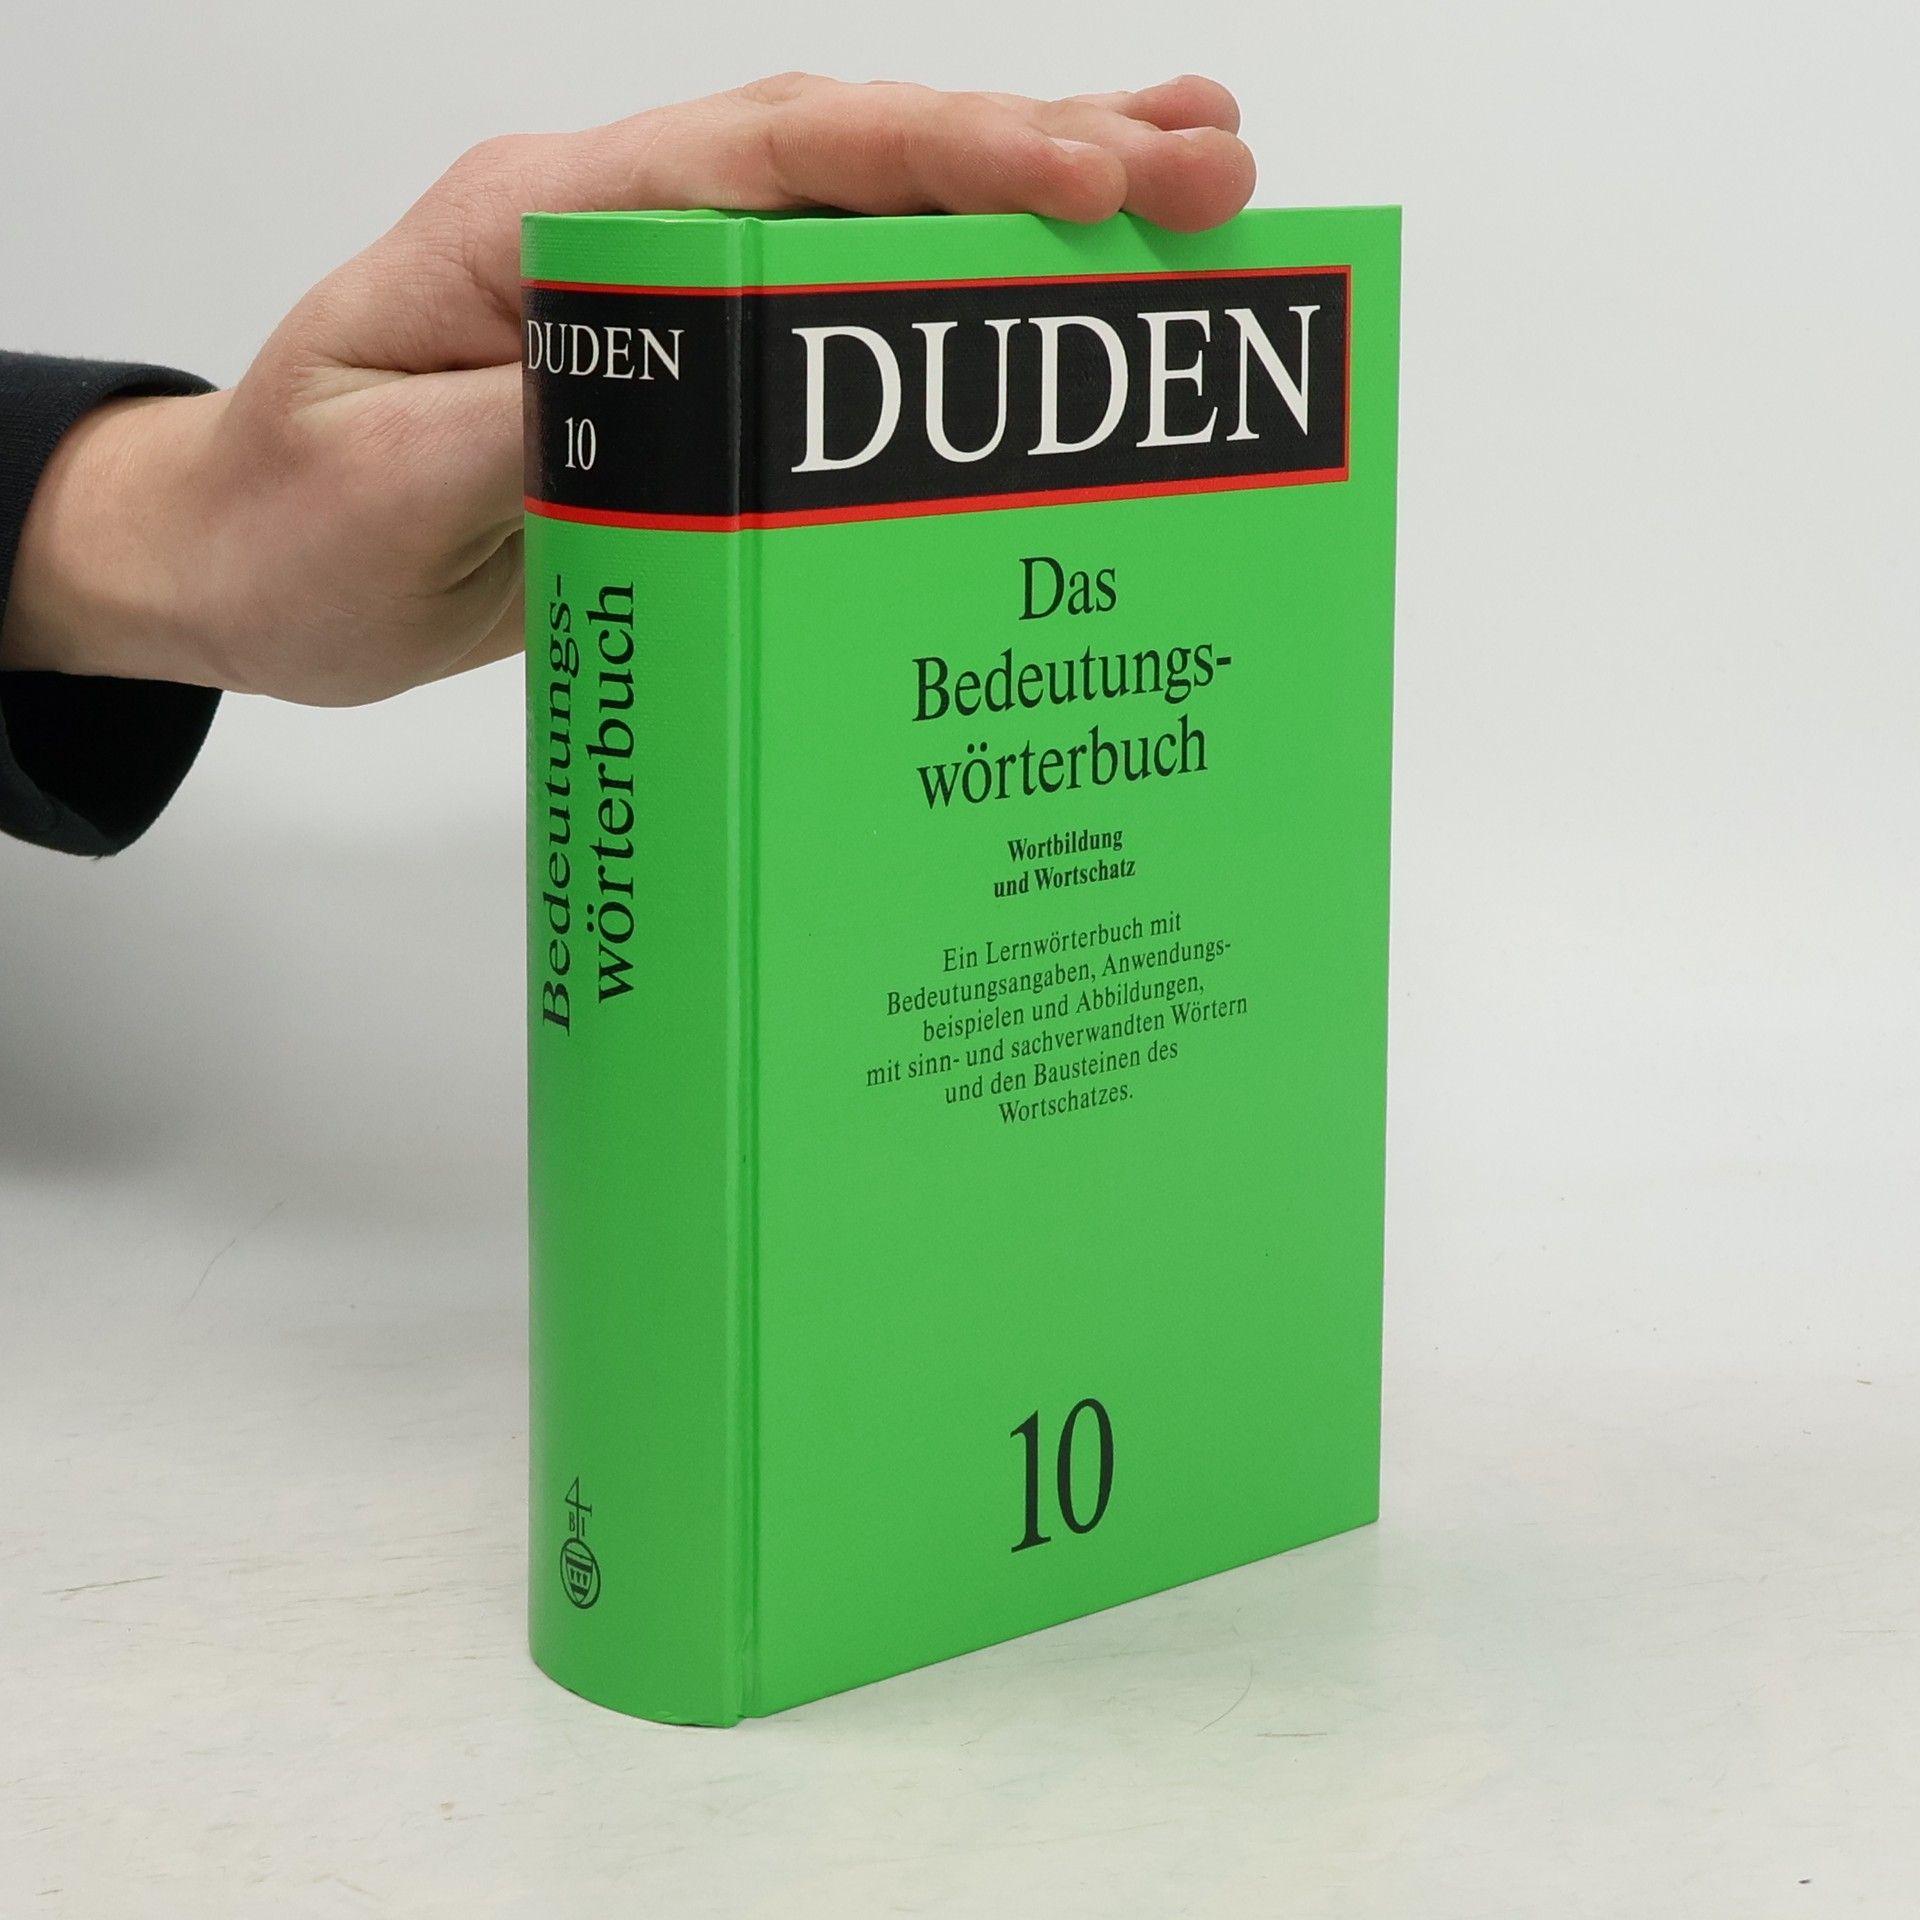 DUDEN
10
Bedeutungs-
wörterbuch
4
B I
DUDEN
Das
Bedeutungs-
wörterbuch
Wortbildung
und Wortschatz
Ein Lernwörterbuch mit
Bedeutungsangaben, Anwendungs-
beispielen und Abbildungen,
mit sinn- und sachverwandten Wörtern
und den Bausteinen des
Wortschatzes.
10